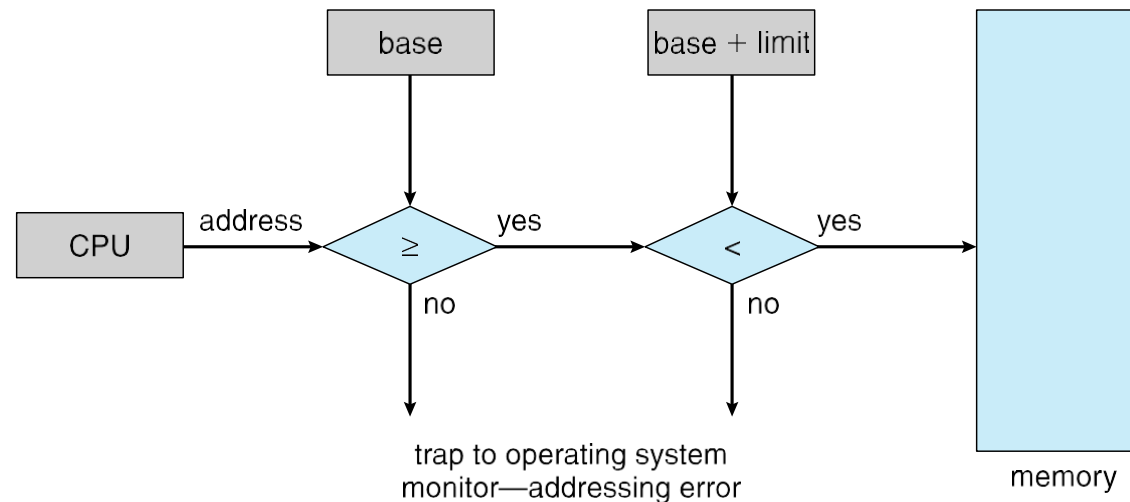 base
base + limit
CPU
address
≥
yes
<
yes
no
no
trap to operating system
monitor—addressing error
memory